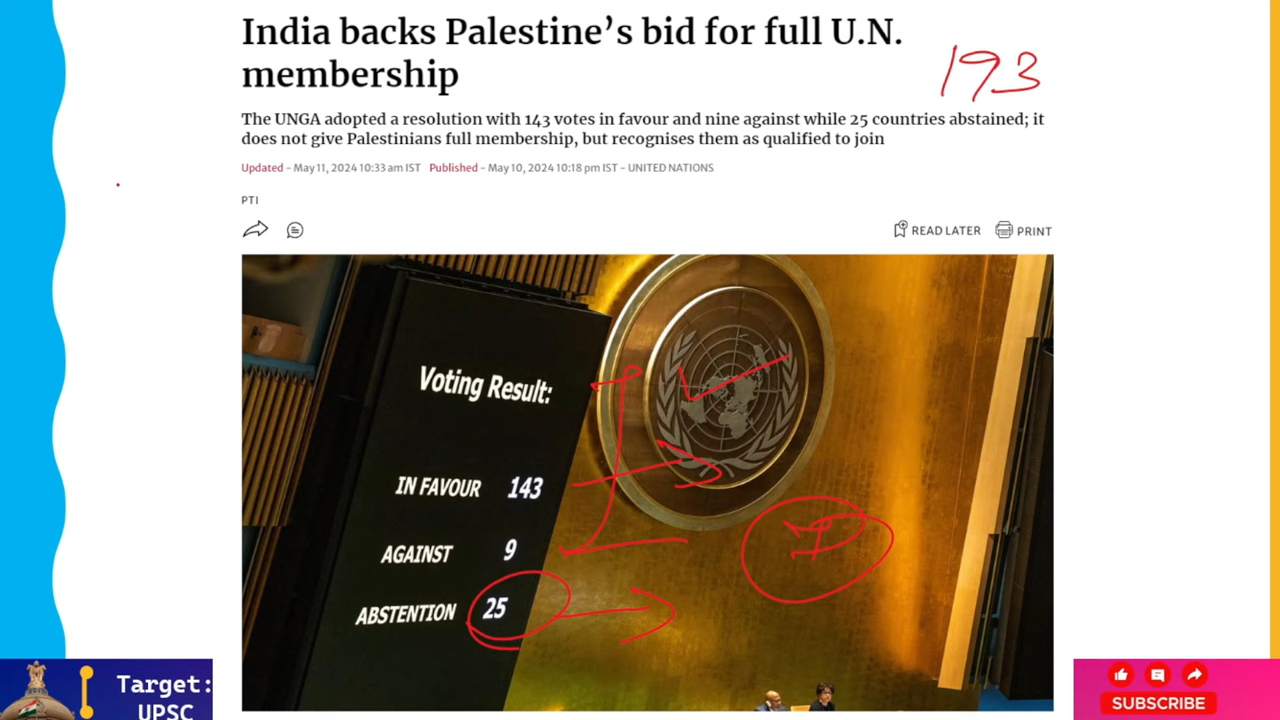 India backs Palestine’s bid for full U.N.
membership
193
The UNGA adopted a resolution with 143 votes in favour and nine against while 25 countries abstained; it
does not give Palestinians full membership, but recognises them as qualified to join
Updated - May 11, 2024 10:33 am IST Published - May 10, 2024 10:18 pm IST - UNITED NATIONS
PTI
READ LATER PRINT
Voting Result:
IN FAVOUR 143
AGAINST 9
ABSTENTION 25
Target:
UPSC
SUBSCRIBE